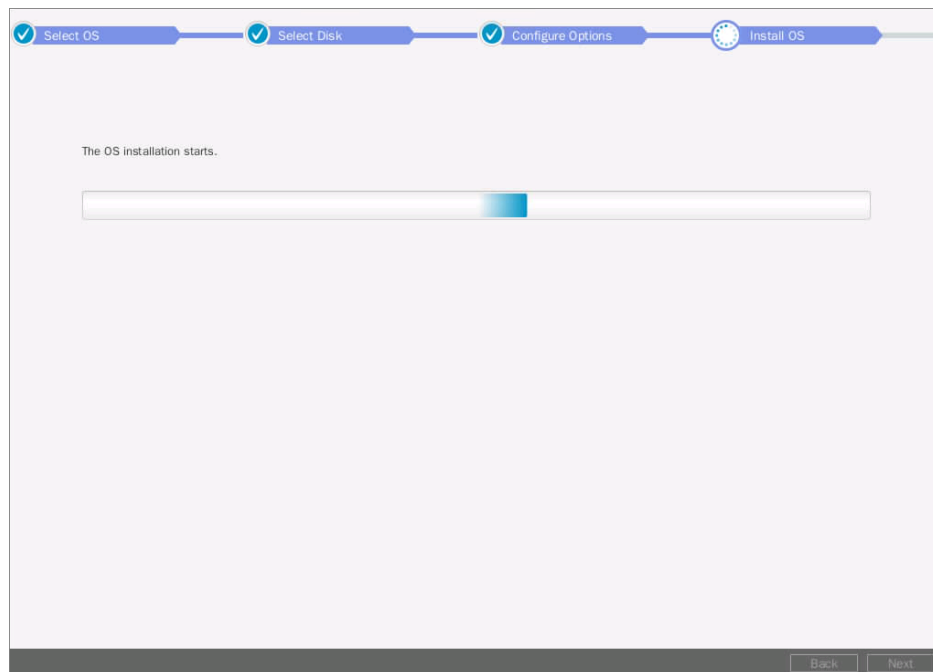 Select OS
Select Disk
Configure Options
Install OS
The OS installation starts.
Back
Next